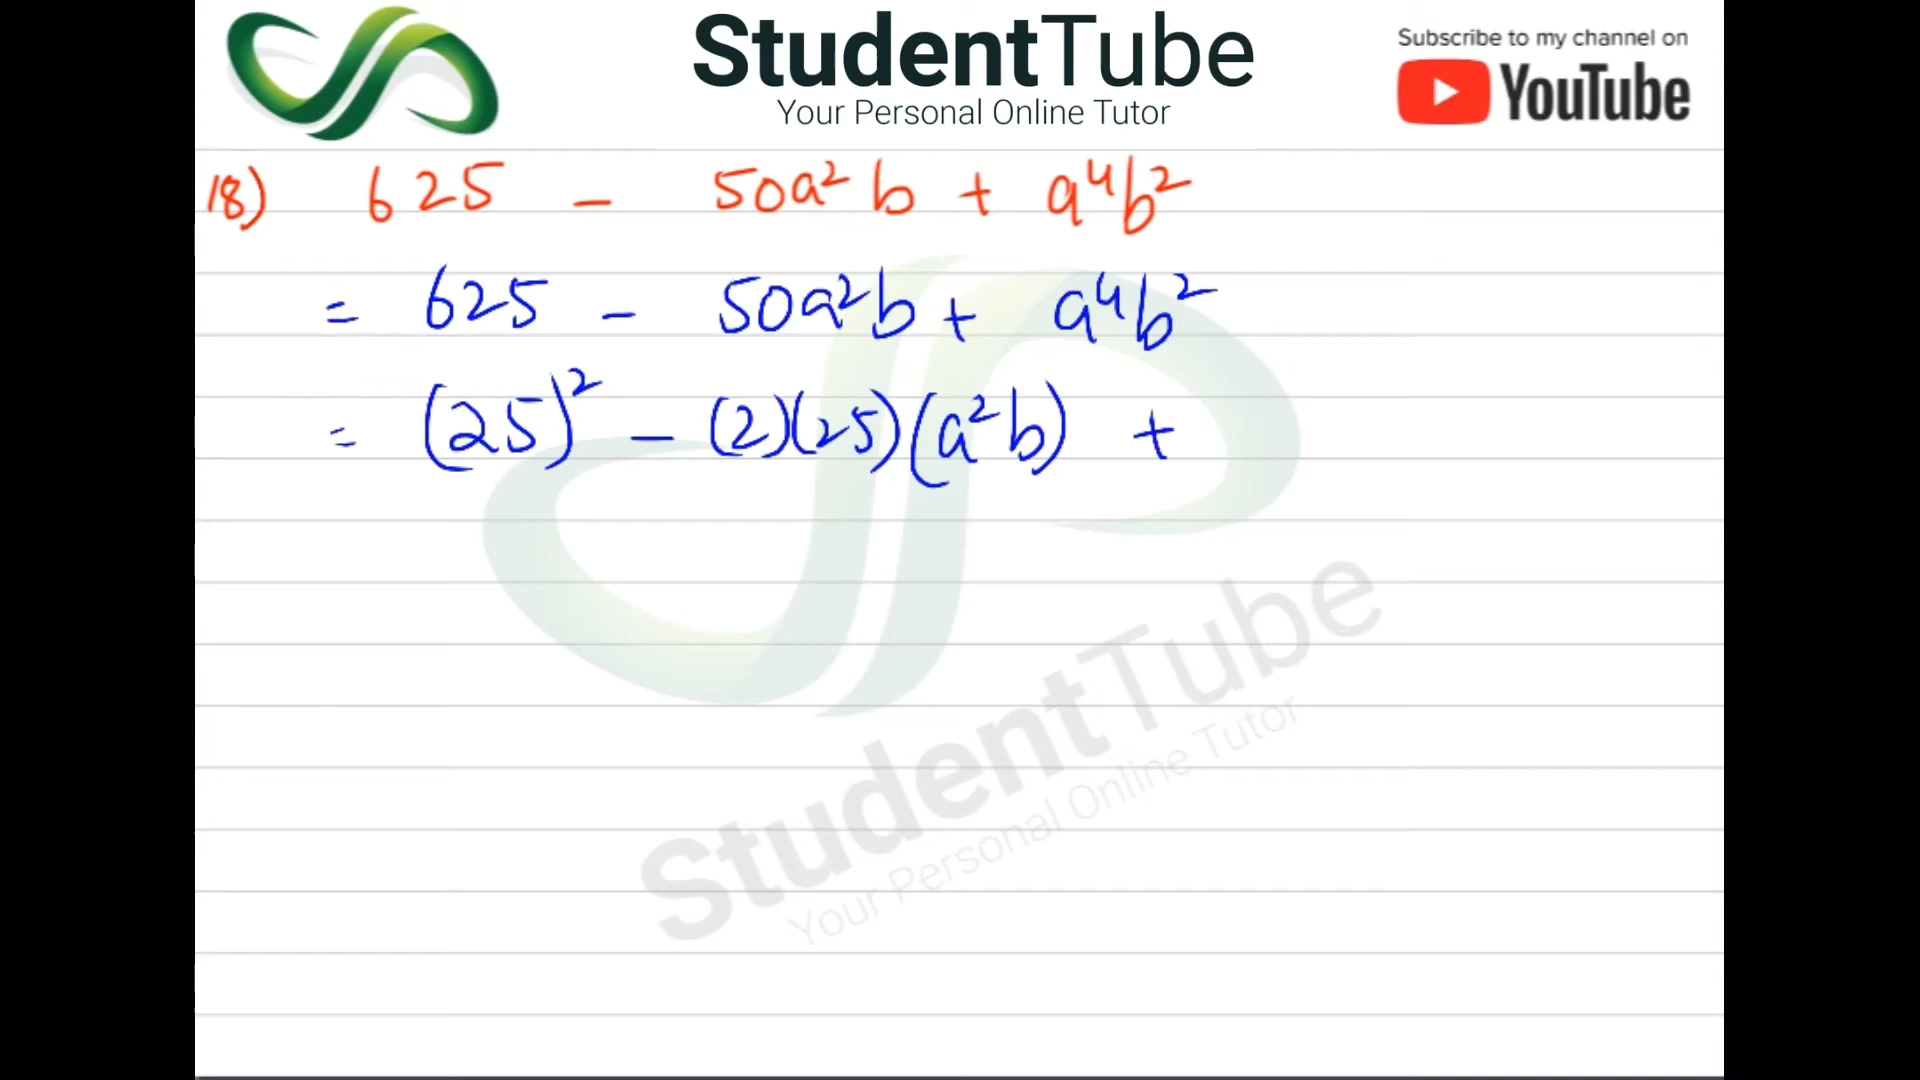 StudentTube
Your Personal Online Tutor
Subscribe to my channel on
YouTube
18) 625 - 50a²b + a⁴b²
= 625 - 50a²b + a⁴b²
= (25)² - (2)(25)(a²b) +
StudentTube
Your Personal Online Tutor